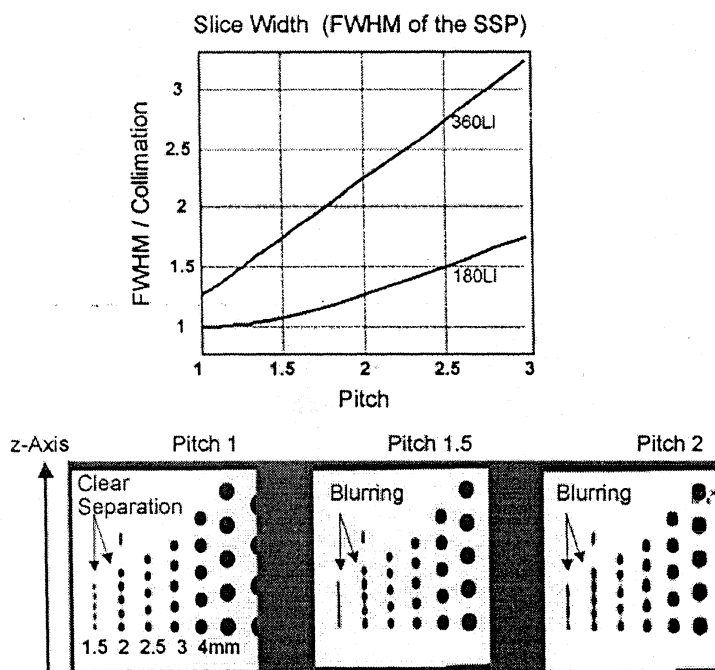 Slice Width (FWHM of the SSP)
FWHM / Collimation
3
2.5
2
1.5
1
360LI
180LI
1
1.5
2
2.5
3
Pitch
z-Axis
Pitch 1
Pitch 1.5
Pitch 2
Clear
Separation
Blurring
Blurring
1.5 2 2.5 3 4mm